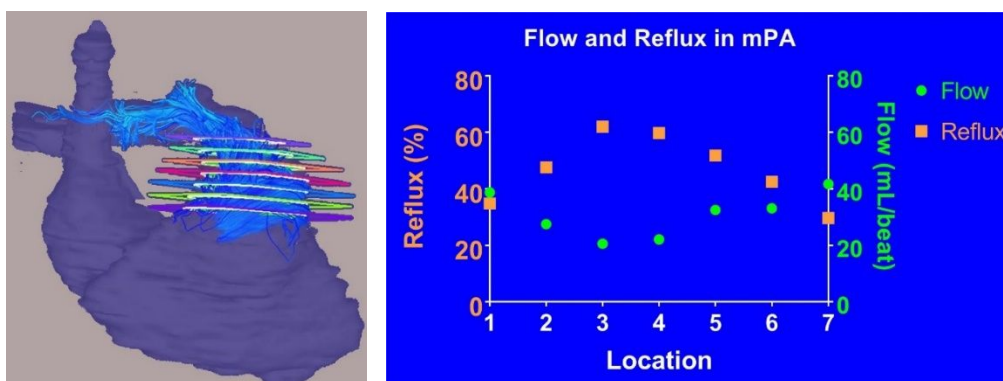 Flow and Reflux in mPA
80
60
40
20
0
Reflux (%)
80
60
40
20
0
Flow (mL/beat)
Flow
Reflux
1 2 3 4 5 6 7
Location